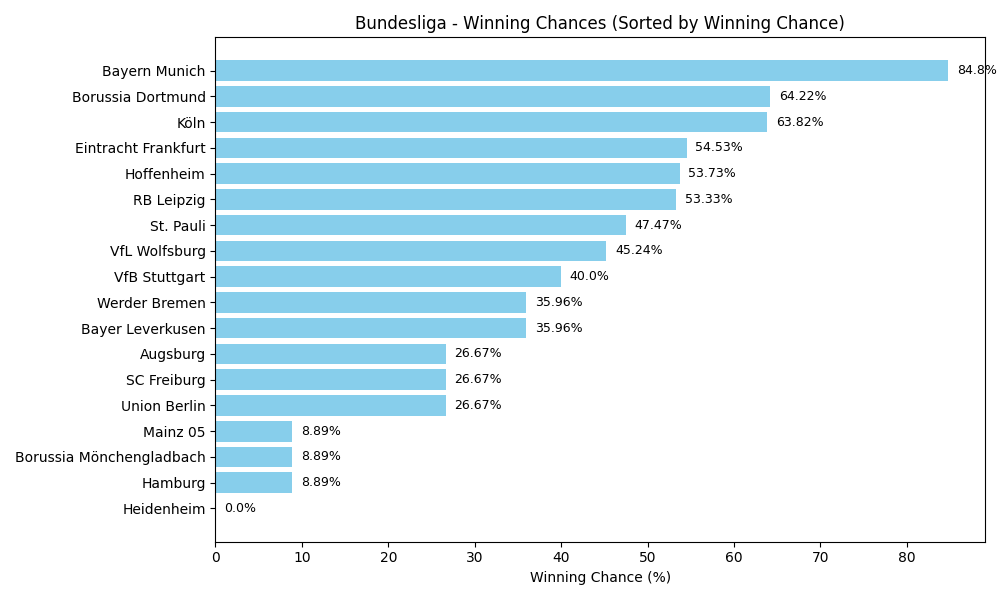 Bundesliga - Winning Chances (Sorted by Winning Chance)
Bayern Munich 84.8%
Borussia Dortmund 64.22%
Köln 63.82%
Eintracht Frankfurt 54.53%
Hoffenheim 53.73%
RB Leipzig 53.33%
St. Pauli 47.47%
VfL Wolfsburg 45.24%
VfB Stuttgart 40.0%
Werder Bremen 35.96%
Bayer Leverkusen 35.96%
Augsburg 26.67%
SC Freiburg 26.67%
Union Berlin 26.67%
Mainz 05 8.89%
Borussia Mönchengladbach 8.89%
Hamburg 8.89%
Heidenheim 0.0%
0 10 20 30 40 50 60 70 80
Winning Chance (%)